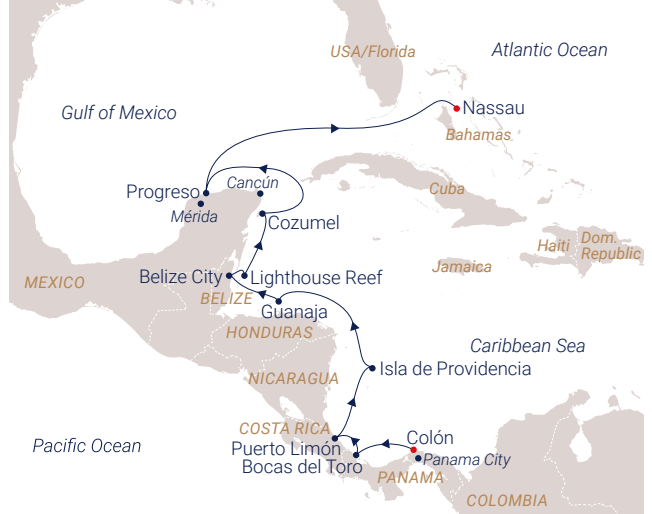 USA/Florida
Atlantic Ocean
Gulf of Mexico
Nassau
Bahamas
Cancún
Progreso
Mérida
Cuba
Cozumel
Haiti
Dom.
Republic
Jamaica
MEXICO
Belize City
Lighthouse Reef
BELIZE
Guanaja
HONDURAS
Caribbean Sea
Isla de Providencia
NICARAGUA
COSTA RICA
Colón
Pacific Ocean
Puerto Limón
Panama City
Bocas del Toro
PANAMA
COLOMBIA